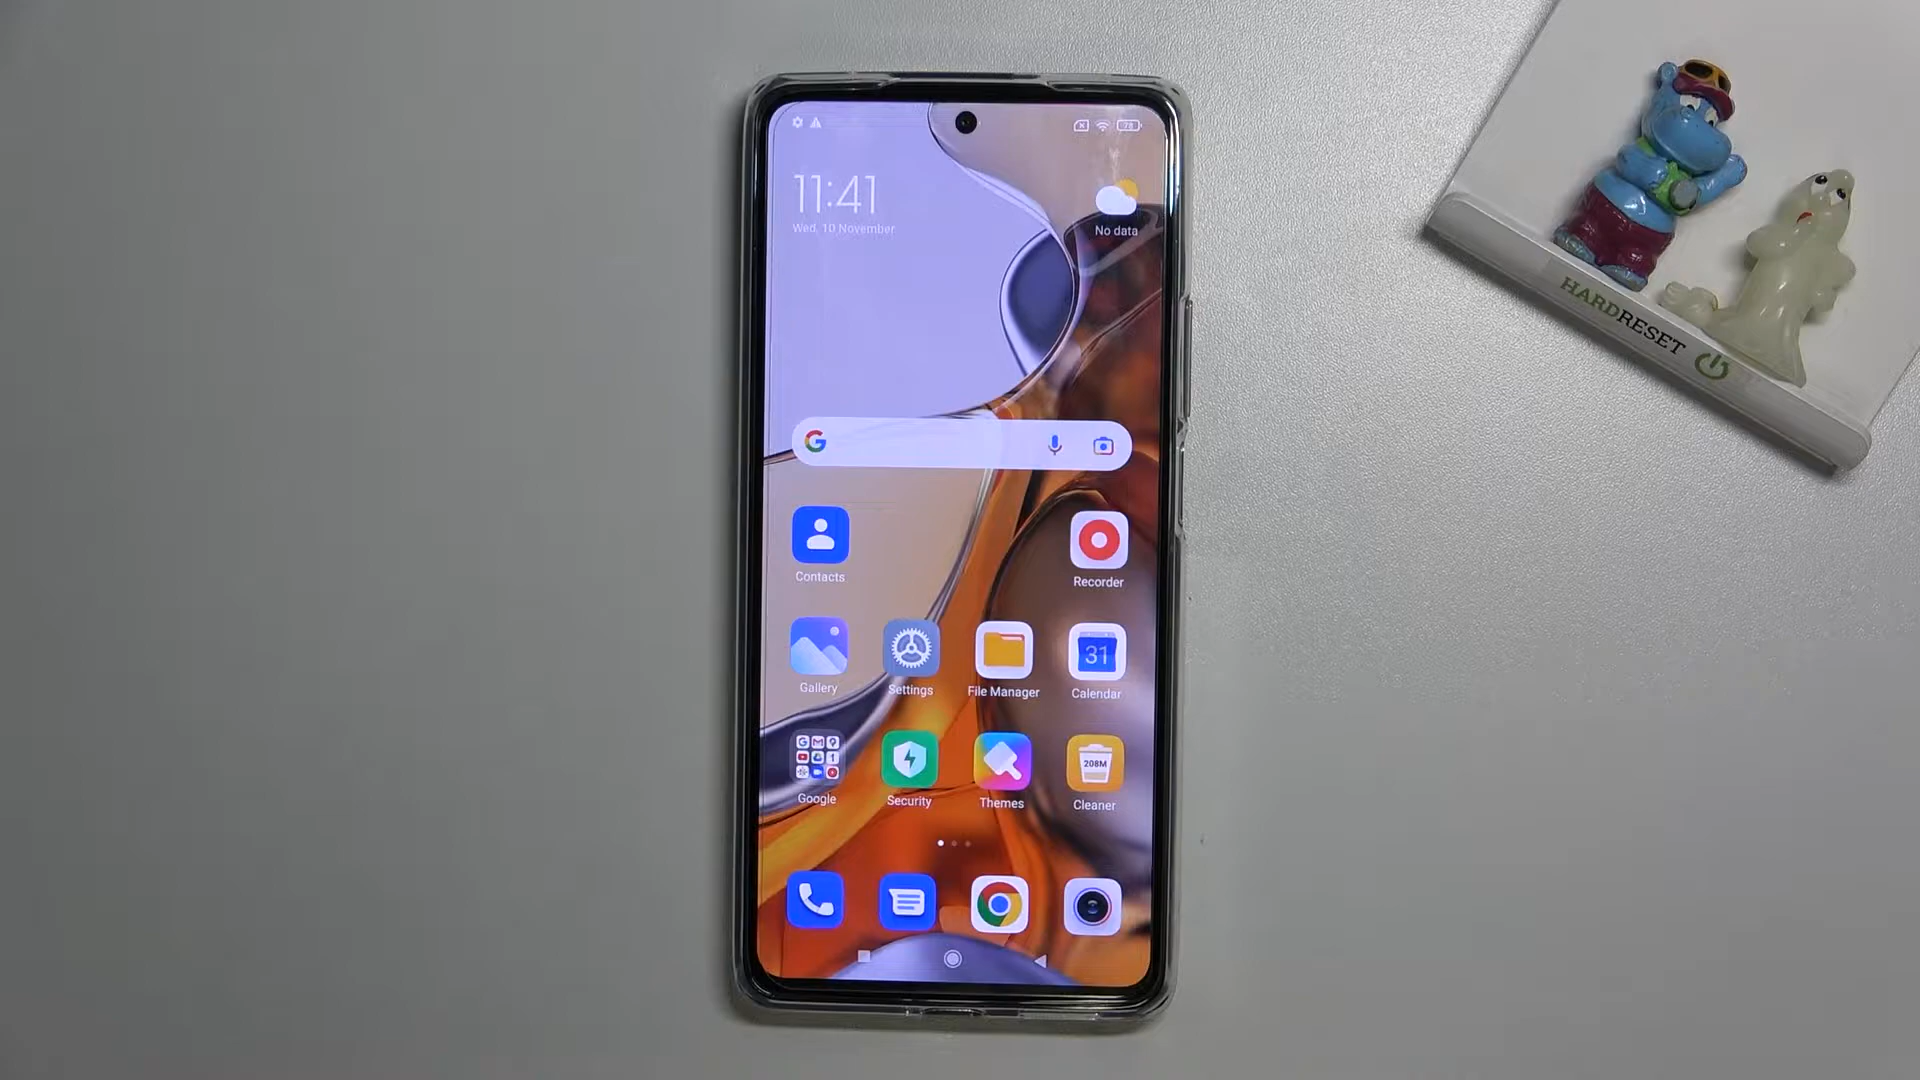 78
11:41
Wed, 10 November
No data
Contacts
Recorder
31
Gallery
Settings
File Manager
Calendar
208M
Google
Security
Themes
Cleaner
HARDRESET